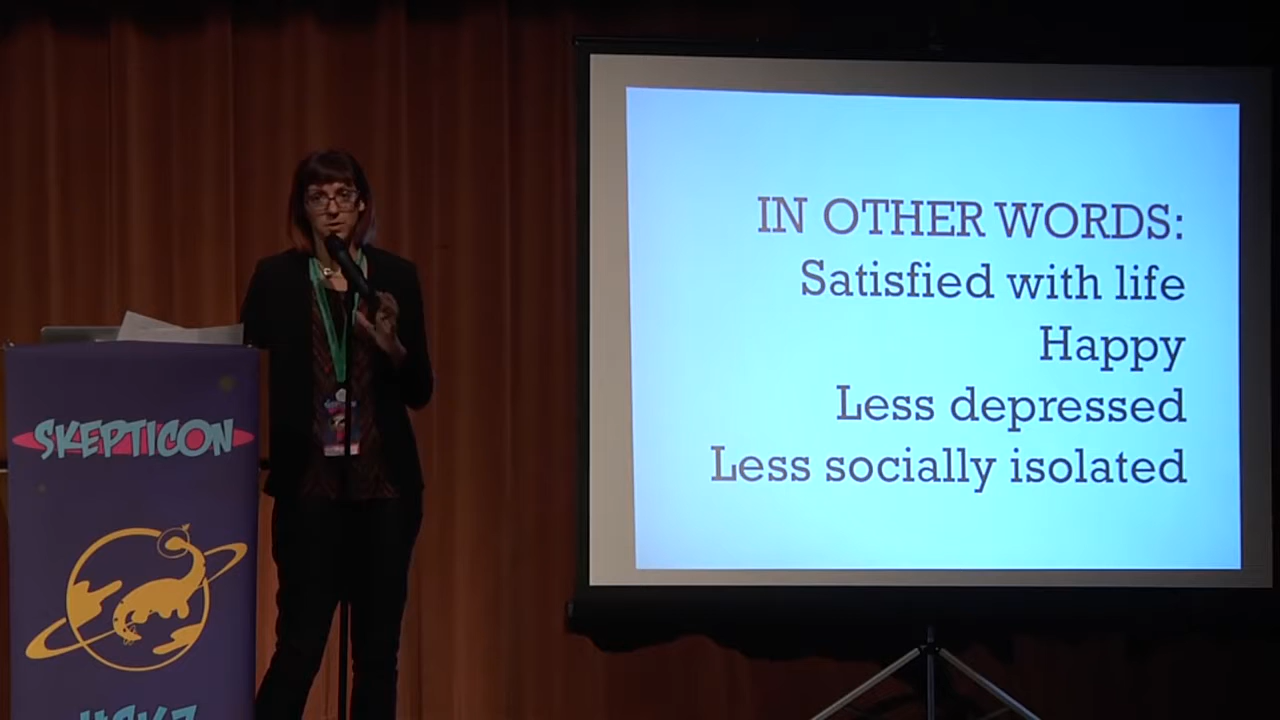 SKEPTICON
IN OTHER WORDS:
Satisfied with life
Happy
Less depressed
Less socially isolated